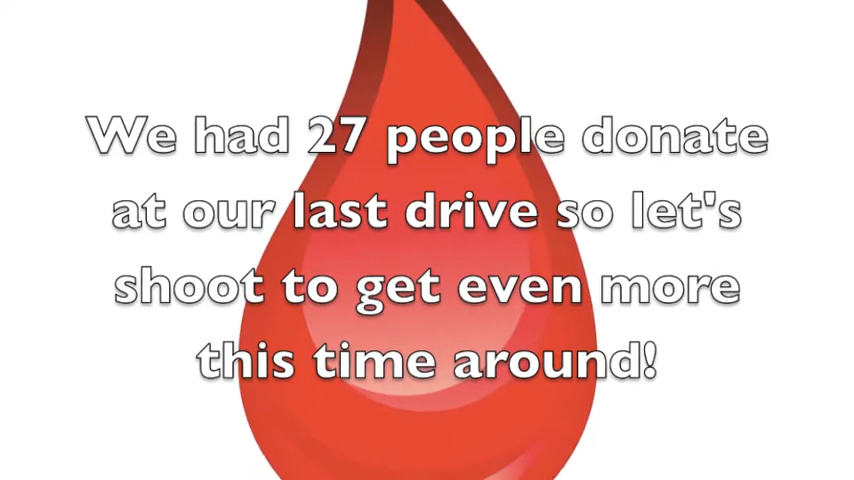 We had 27 people donate
at our last drive so let's
shoot to get even more
this time around!